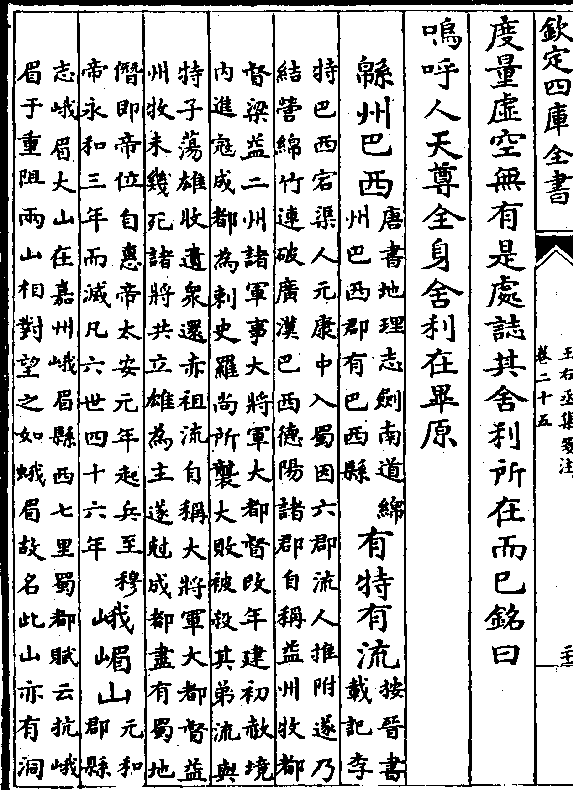 欽定四庫全書
王右丞集箋注
卷二十五
度量虛空無有是處誌其舍利所在而已銘曰
嗚呼人天尊全身舍利在畢原
緜州巴西
唐書地理志劍南道綿
州巴西郡有巴西縣
有特有流
按晉書
載記李
特巴西宕渠人元康中入蜀因六郡流人推附遂乃
結營綿竹連破廣漢巴西德陽諸郡自稱益州牧都
督梁益二州諸軍事大將軍大都督改年建初赦境
內進寇成都為刺史羅尚所襲大敗被殺其弟流與
特子蕩雄收遺衆還赤祖流自稱大將軍大都督益
州牧未幾死諸將共立雄為主遂尅成都盡有蜀地
僭即帝位自惠帝太安元年起兵至穆
帝永和三年而滅凡六世四十六年
峨嵋山
元和
郡縣
志峨眉大山在嘉州峨眉縣西七里蜀都賦云抗峨
眉于重阻兩山相對望之如蛾眉故名此山亦有洞